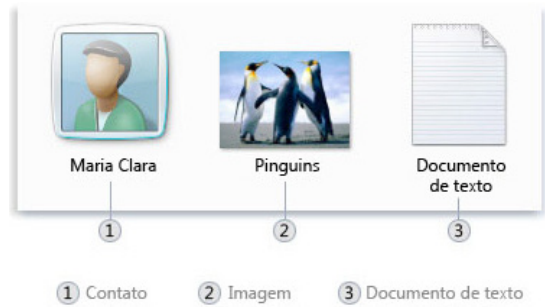 Maria Clara
Pinguins
Documento
de texto
1
2
3
1 Contato
2 Imagem
3 Documento de texto